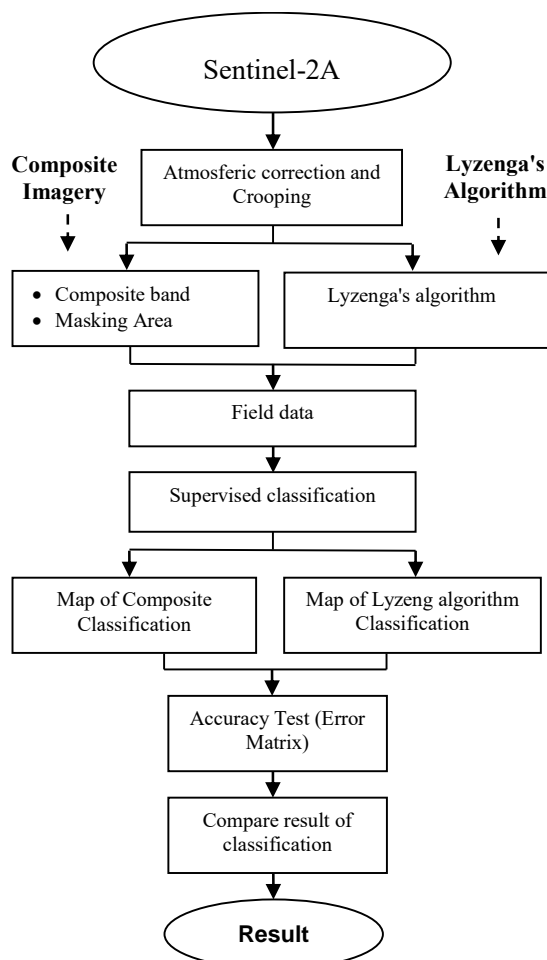 Sentinel-2A
Composite
Imagery
Atmosferic correction and
Crooping
Lyzenga's
Algorithm
• Composite band
• Masking Area
Lyzenga's algorithm
Field data
Supervised classification
Map of Composite
Classification
Map of Lyzeng algorithm
Classification
Accuracy Test (Error
Matrix)
Compare result of
classification
Result